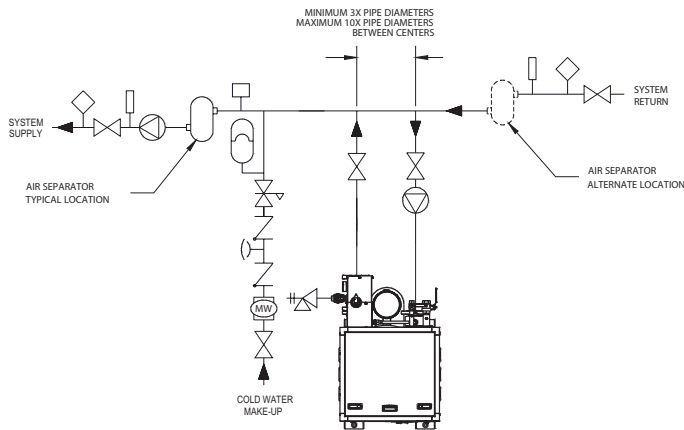 MINIMUM 3X PIPE DIAMETERS
MAXIMUM 10X PIPE DIAMETERS
BETWEEN CENTERS
SYSTEM
SUPPLY
SYSTEM
RETURN
AIR SEPARATOR
TYPICAL LOCATION
AIR SEPARATOR
ALTERNATE LOCATION
MW
COLD WATER
MAKE-UP